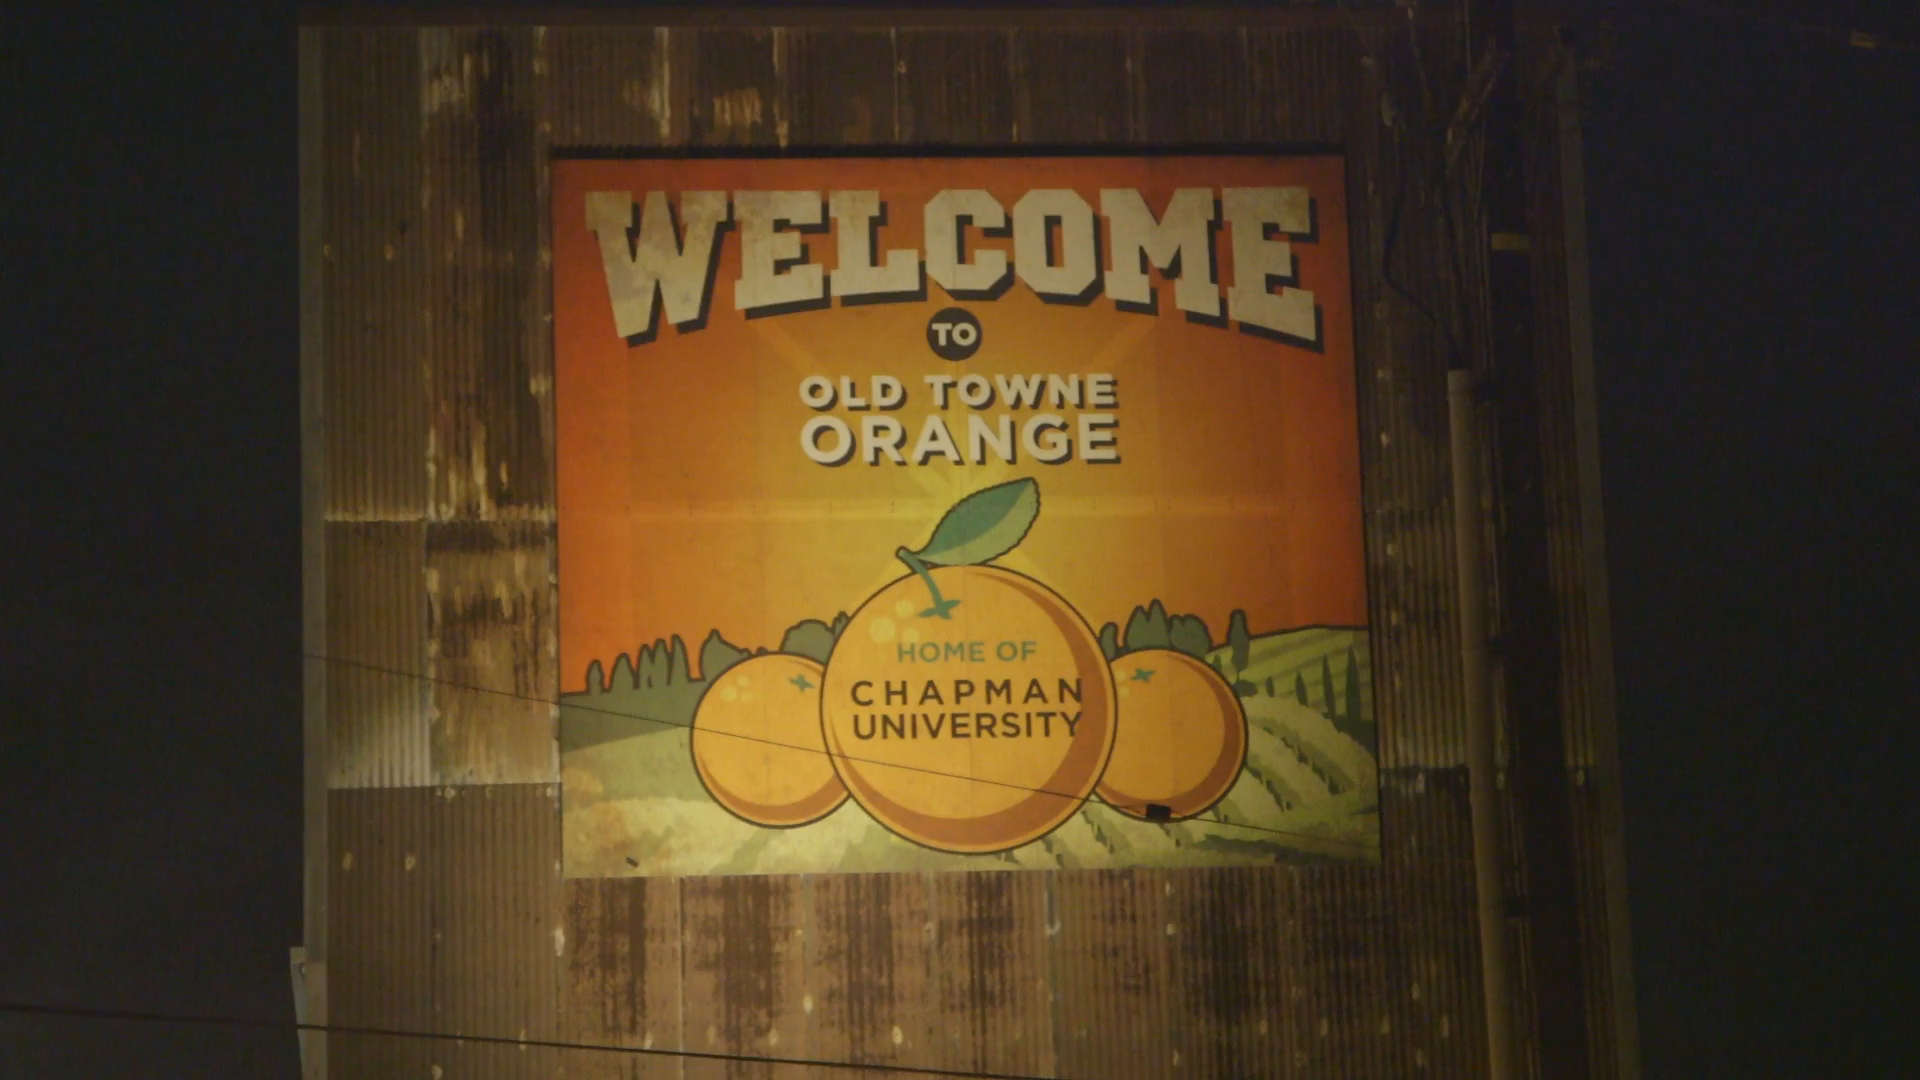 WELCOME
TO
OLD TOWNE
ORANGE
HOME OF
CHAPMAN
UNIVERSITY